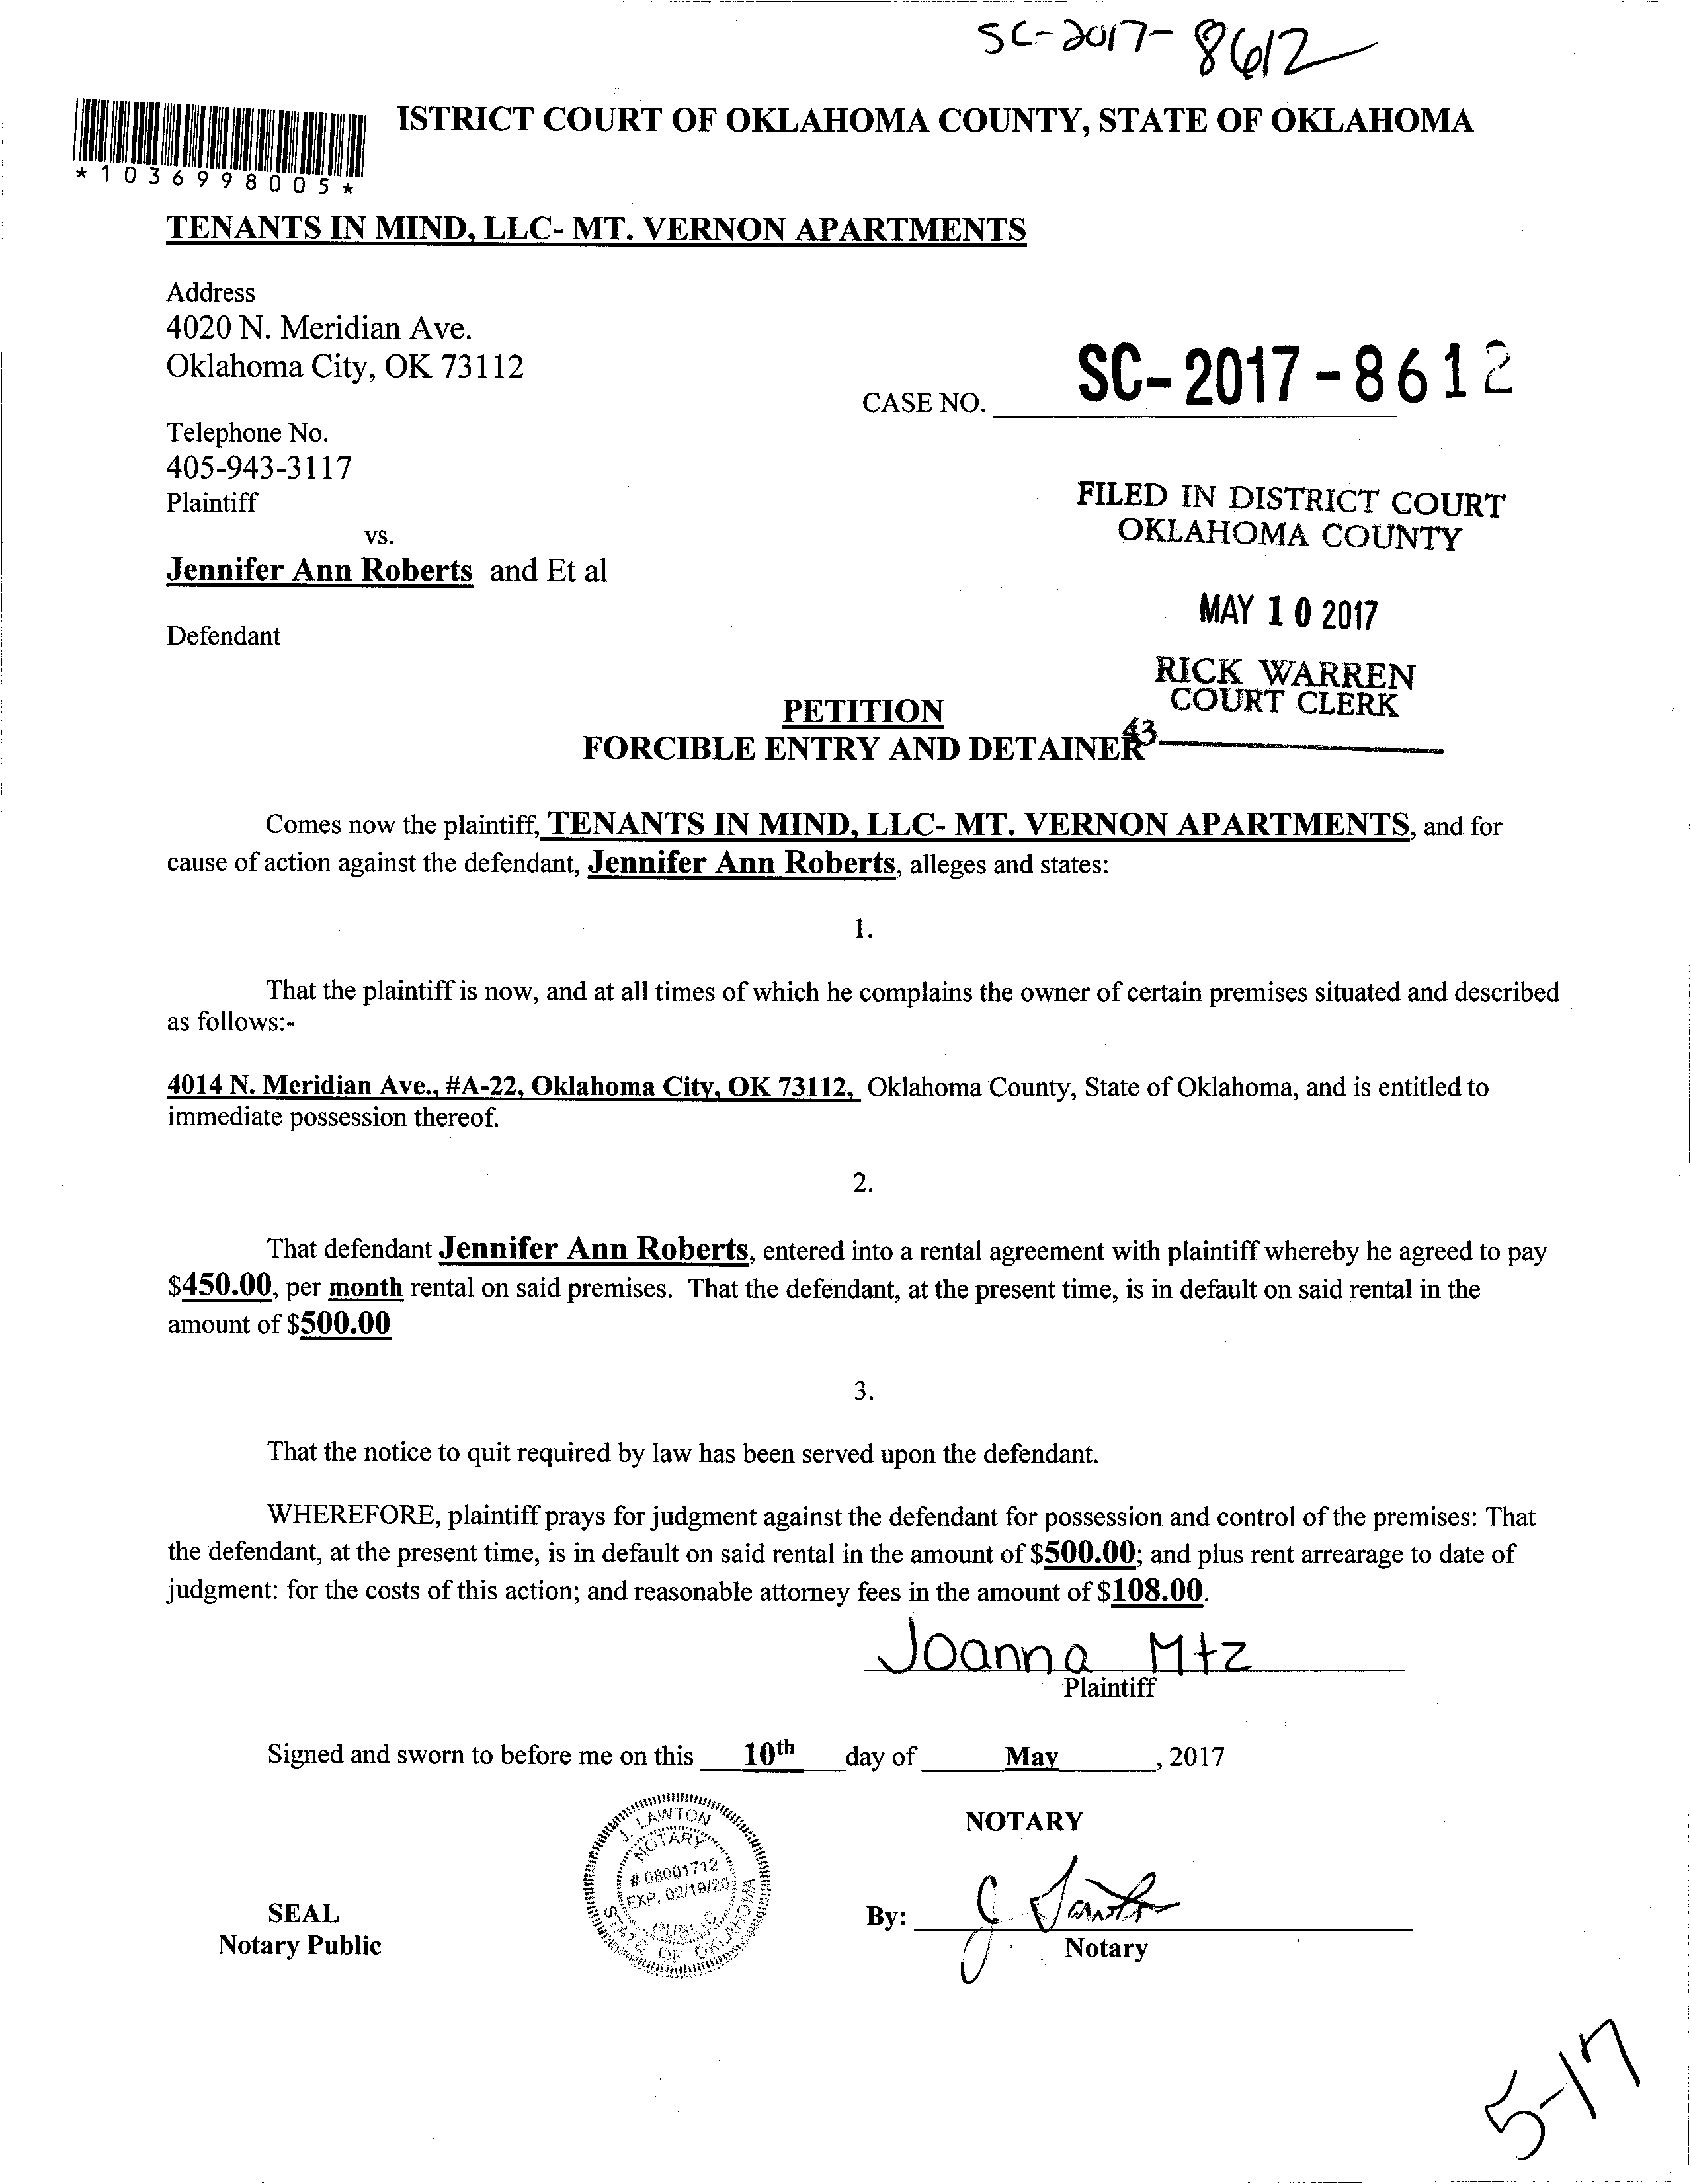 SC-2017-8612
ISTRICT COURT OF OKLAHOMA COUNTY, STATE OF OKLAHOMA
*1036998005*
TENANTS IN MIND, LLC- MT. VERNON APARTMENTS
Address
4020 N. Meridian Ave.
Oklahoma City, OK 73112
CASE NO. SC-2017-8612
Telephone No.
405-943-3117
Plaintiff
FILED IN DISTRICT COURT
OKLAHOMA COUNTY
vs.
Jennifer Ann Roberts and Et al
MAY 10 2017
Defendant
RICK WARREN
COURT CLERK
PETITION
43
FORCIBLE ENTRY AND DETAINER
Comes now the plaintiff, TENANTS IN MIND, LLC- MT. VERNON APARTMENTS, and for
cause of action against the defendant, Jennifer Ann Roberts, alleges and states:
1.
That the plaintiff is now, and at all times of which he complains the owner of certain premises situated and described
as follows:-
4014 N. Meridian Ave., #A-22, Oklahoma City, OK 73112, Oklahoma County, State of Oklahoma, and is entitled to
immediate possession thereof.
2.
That defendant Jennifer Ann Roberts, entered into a rental agreement with plaintiff whereby he agreed to pay
$450.00, per month rental on said premises. That the defendant, at the present time, is in default on said rental in the
amount of $500.00
3.
That the notice to quit required by law has been served upon the defendant.
WHEREFORE, plaintiff prays for judgment against the defendant for possession and control of the premises: That
the defendant, at the present time, is in default on said rental in the amount of $500.00; and plus rent arrearage to date of
judgment: for the costs of this action; and reasonable attorney fees in the amount of $108.00.
Joanna Mtz
Plaintiff
Signed and sworn to before me on this 10th day of May, 2017
J. LAWTON
NOTARY
# 08001712
EXP. 02/19/20
PUBLIC
STATE OF OKLAHOMA
NOTARY
SEAL
Notary Public
By: J Lawton
Notary
5-17